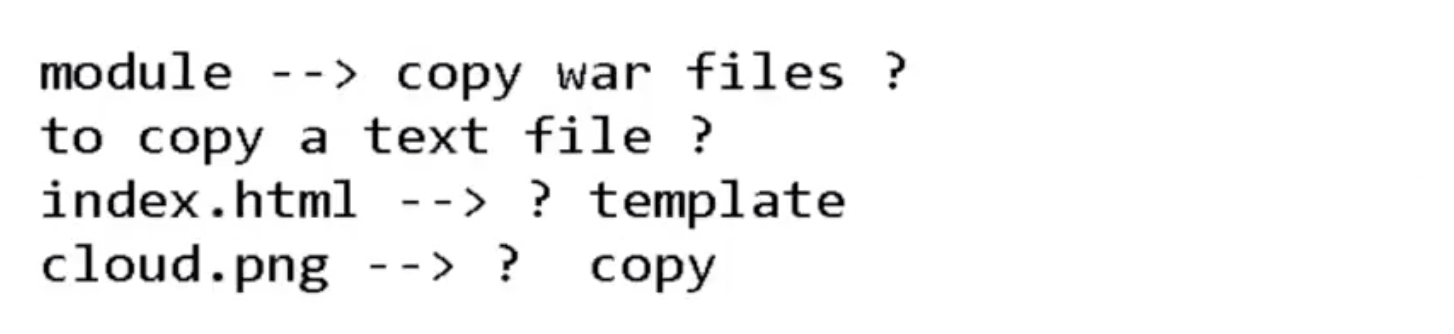 module --> copy war files ?
to copy a text file ?
index.html --> ? template
cloud.png --> ?  copy